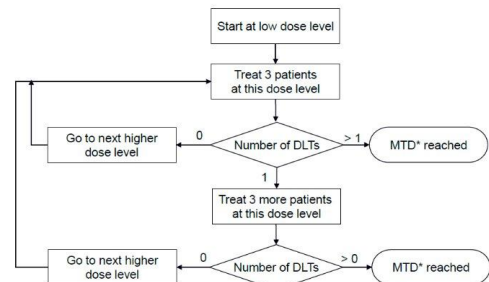 Start at low dose level
Treat 3 patients
at this dose level
0
> 1
Go to next higher
dose level
Number of DLTs
MTD* reached
1
Treat 3 more patients
at this dose level
0
> 0
Go to next higher
dose level
Number of DLTs
MTD* reached